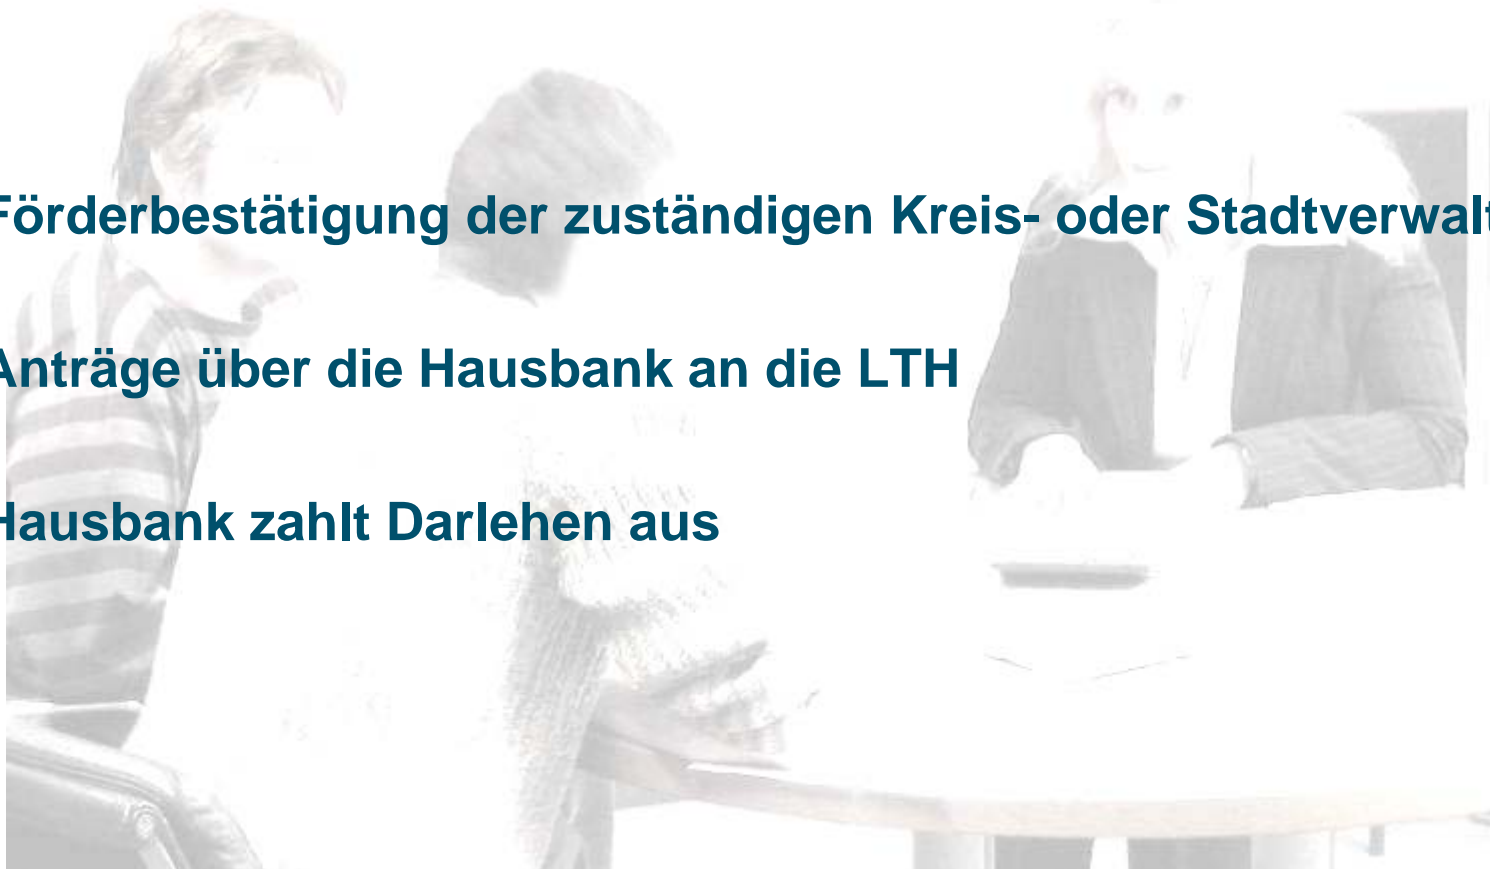 Förderbestätigung der zuständigen Kreis- oder Stadtverwalt
Anträge über die Hausbank an die LTH
Hausbank zahlt Darlehen aus